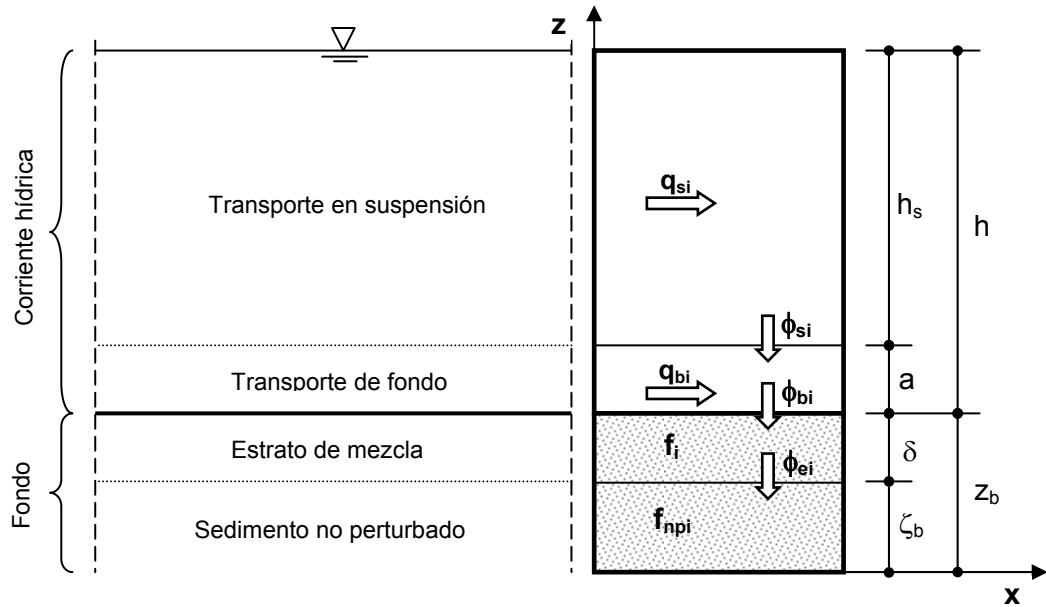 z
Corriente hídrica
Transporte en suspensión
q_si
h_s
h
ϕ_si
Transporte de fondo
q_bi
ϕ_bi
a
Fondo
Estrato de mezcla
f_i
ϕ_ei
δ
z_b
Sedimento no perturbado
f_npi
ζ_b
x